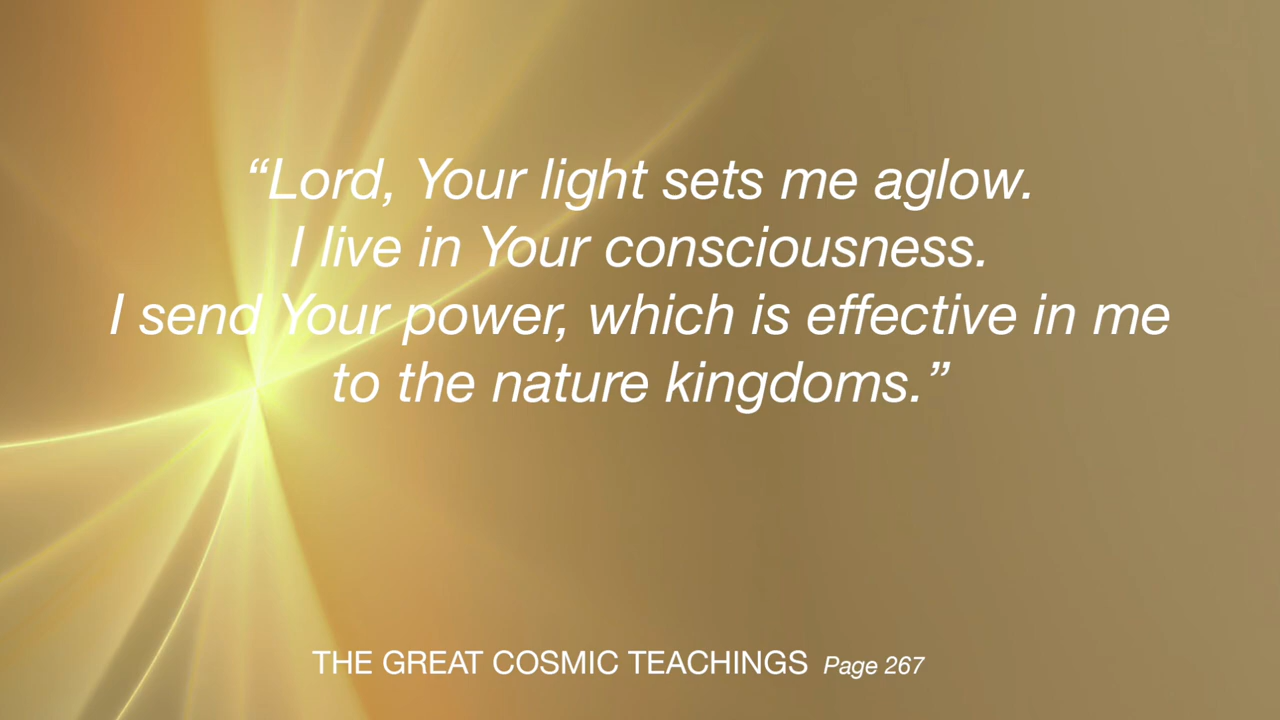 “Lord, Your light sets me aglow.
I live in Your consciousness.
I send Your power, which is effective in me
to the nature kingdoms.”
THE GREAT COSMIC TEACHINGS Page 267